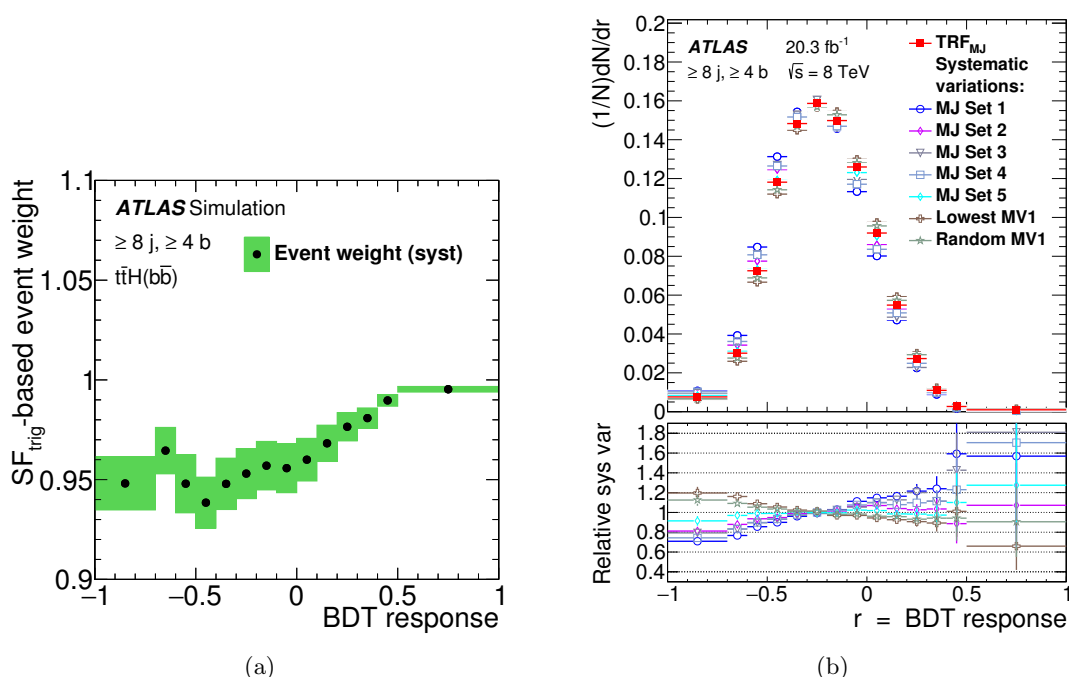 1.1
1.05
1
0.95
0.9
−1
−0.5
0
0.5
1
SF_trig-based event weight
BDT response
ATLAS Simulation
≥ 8 j, ≥ 4 b
tt̄H(bb̄)
Event weight (syst)
(a)
0.2
0.18
0.16
0.14
0.12
0.1
0.08
0.06
0.04
0.02
0
(1/N)dN/dr
ATLAS 20.3 fb⁻¹
≥ 8 j, ≥ 4 b √s = 8 TeV
TRF_MJ
Systematic
variations:
MJ Set 1
MJ Set 2
MJ Set 3
MJ Set 4
MJ Set 5
Lowest MV1
Random MV1
1.8
1.6
1.4
1.2
1
0.8
0.6
0.4
Relative sys var
−1
−0.5
0
0.5
1
r = BDT response
(b)